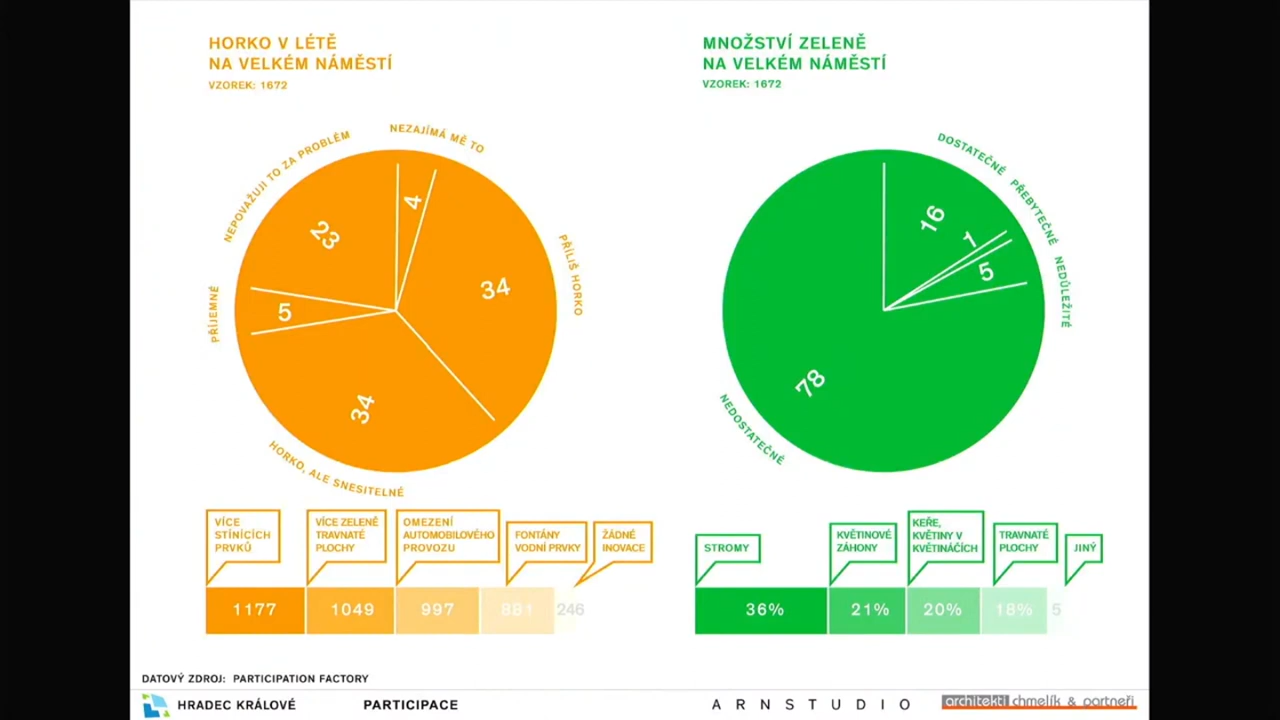 HORKO V LÉTĚ
NA VELKÉM NÁMĚSTÍ
VZOREK: 1672
NEPOVAŽUJI TO ZA PROBLÉM
NEZAJÍMÁ MĚ TO
PŘÍLIŠ HORKO
PŘÍJEMNÉ
HORKO, ALE SNESITELNÉ
23
4
34
5
34
VÍCE
STÍNÍCÍCH
PRVKŮ
VÍCE ZELENĚ
TRAVNATÉ
PLOCHY
OMEZENÍ
AUTOMOBILOVÉHO
PROVOZU
FONTÁNY
VODNÍ PRVKY
ŽÁDNÉ
INOVACE
1177
1049
997
881
246
MNOŽSTVÍ ZELENĚ
NA VELKÉM NÁMĚSTÍ
VZOREK: 1672
DOSTATEČNÉ
PŘEBYTEČNÉ
NEDŮLEŽITÉ
NEDOSTATEČNÉ
16
1
5
78
STROMY
KVĚTINOVÉ
ZÁHONY
KEŘE,
KVĚTINY V
KVĚTINÁČÍCH
TRAVNATÉ
PLOCHY
JINÝ
36%
21%
20%
18%
5
DATOVÝ ZDROJ: PARTICIPATION FACTORY
HRADEC KRÁLOVÉ
PARTICIPACE
ARNSTUDIO
architekti chmelík & partneři